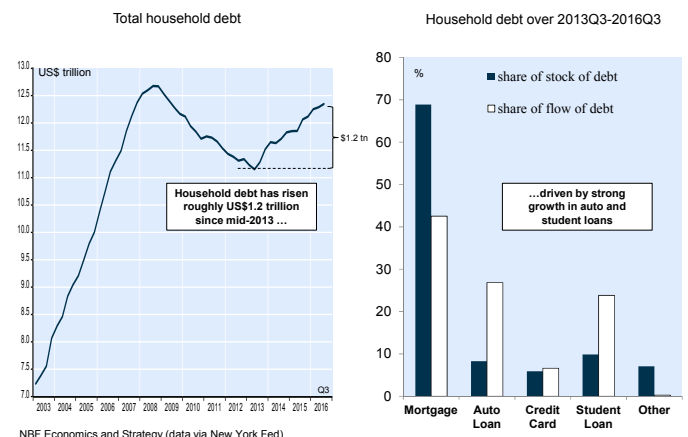 Total household debt
Household debt over 2013Q3-2016Q3
US$ trillion
13.0
12.5
12.0
11.5
11.0
10.5
10.0
9.5
9.0
8.5
8.0
7.5
7.0
$1.2 tn
Household debt has risen
roughly US$1.2 trillion
since mid-2013 …
Q3
2003 2004 2005 2006 2007 2008 2009 2010 2011 2012 2013 2014 2015 2016
80
70
60
50
40
30
20
10
0
%
share of stock of debt
share of flow of debt
…driven by strong
growth in auto and
student loans
Mortgage Auto Credit Student Other
Loan Card Loan
NBF Economics and Strategy (data via New York Fed)